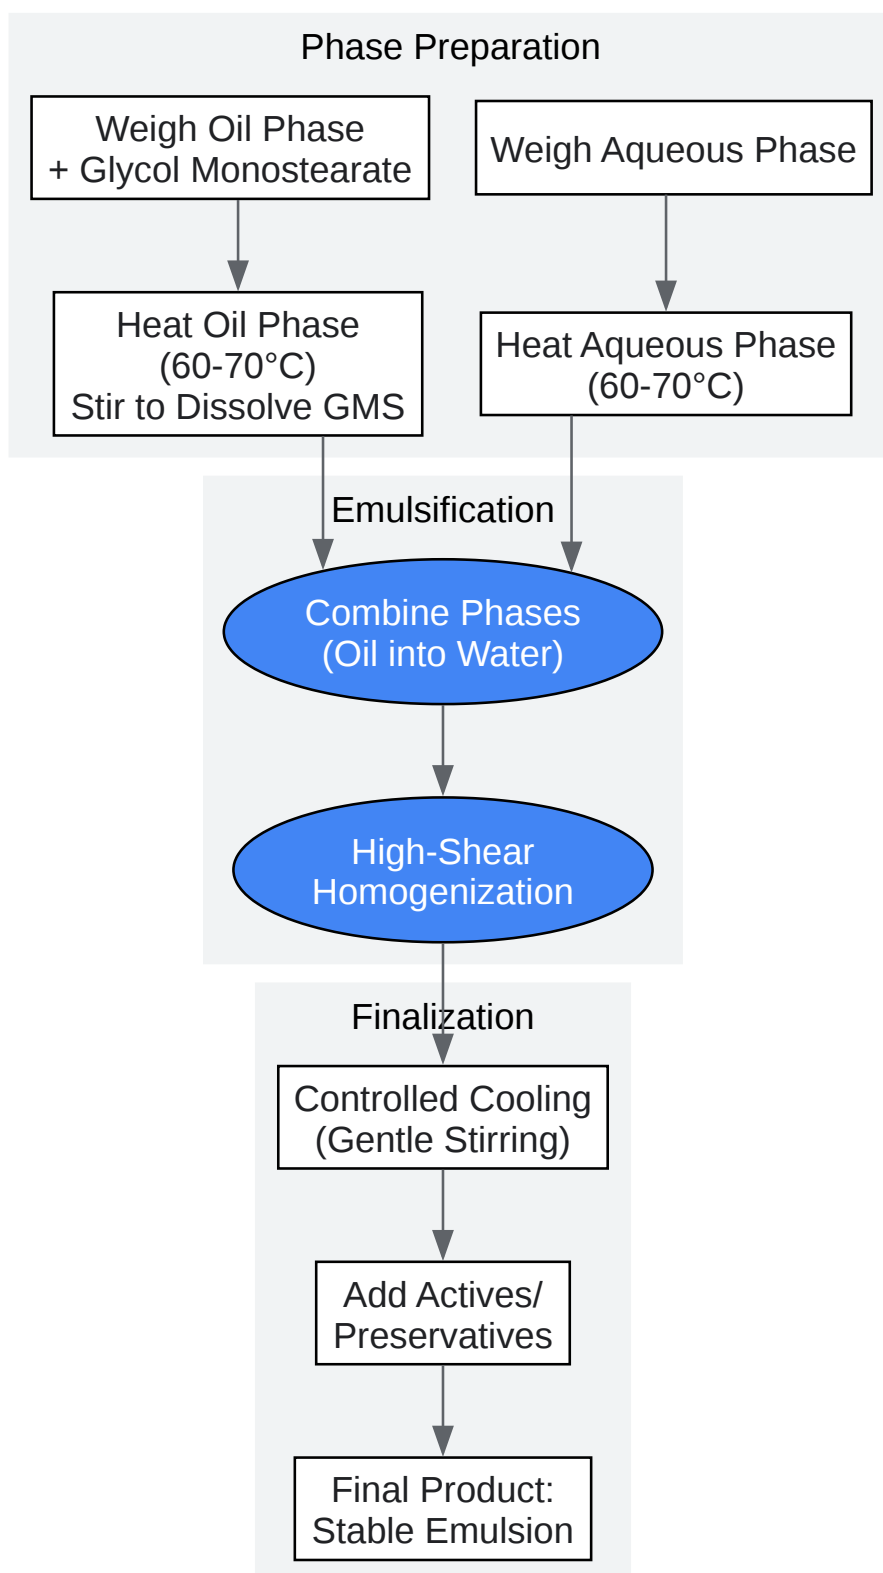 Phase Preparation
Weigh Oil Phase
+ Glycol Monostearate
Weigh Aqueous Phase
Heat Oil Phase
(60-70°C)
Stir to Dissolve GMS
Heat Aqueous Phase
(60-70°C)
Emulsification
Combine Phases
(Oil into Water)
High-Shear
Homogenization
Finalization
Controlled Cooling
(Gentle Stirring)
Add Actives/
Preservatives
Final Product:
Stable Emulsion